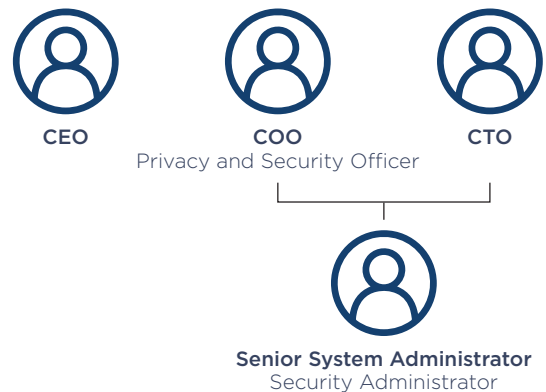 CEO
COO
CTO
Privacy and Security Officer
Senior System Administrator
Security Administrator